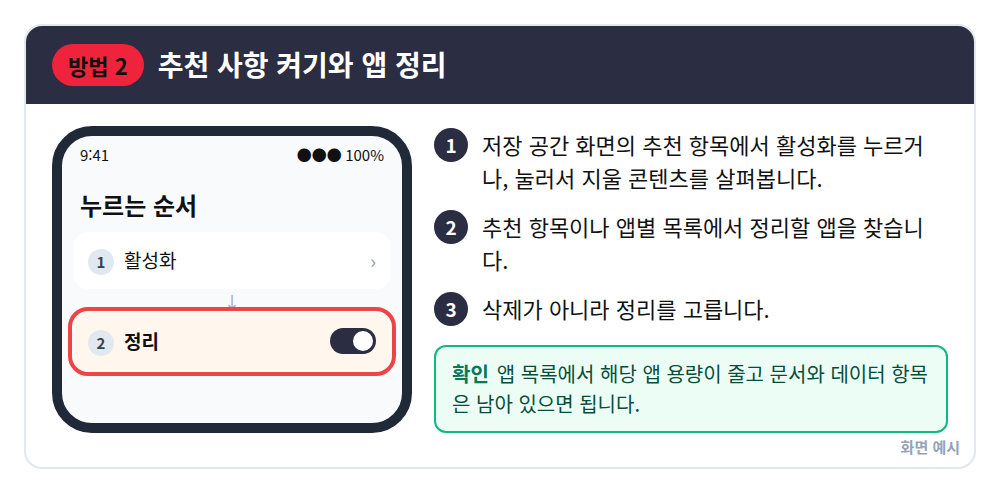 방법 2 추천 사항 켜기와 앱 정리
9:41 ●●● 100%
누르는 순서
1 활성화 ›
↓
2 정리
1 저장 공간 화면의 추천 항목에서 활성화를 누르거
나, 눌러서 지울 콘텐츠를 살펴봅니다.
2 추천 항목이나 앱별 목록에서 정리할 앱을 찾습니
다.
3 삭제가 아니라 정리를 고릅니다.
확인 앱 목록에서 해당 앱 용량이 줄고 문서와 데이터 항목
은 남아 있으면 됩니다.
화면 예시